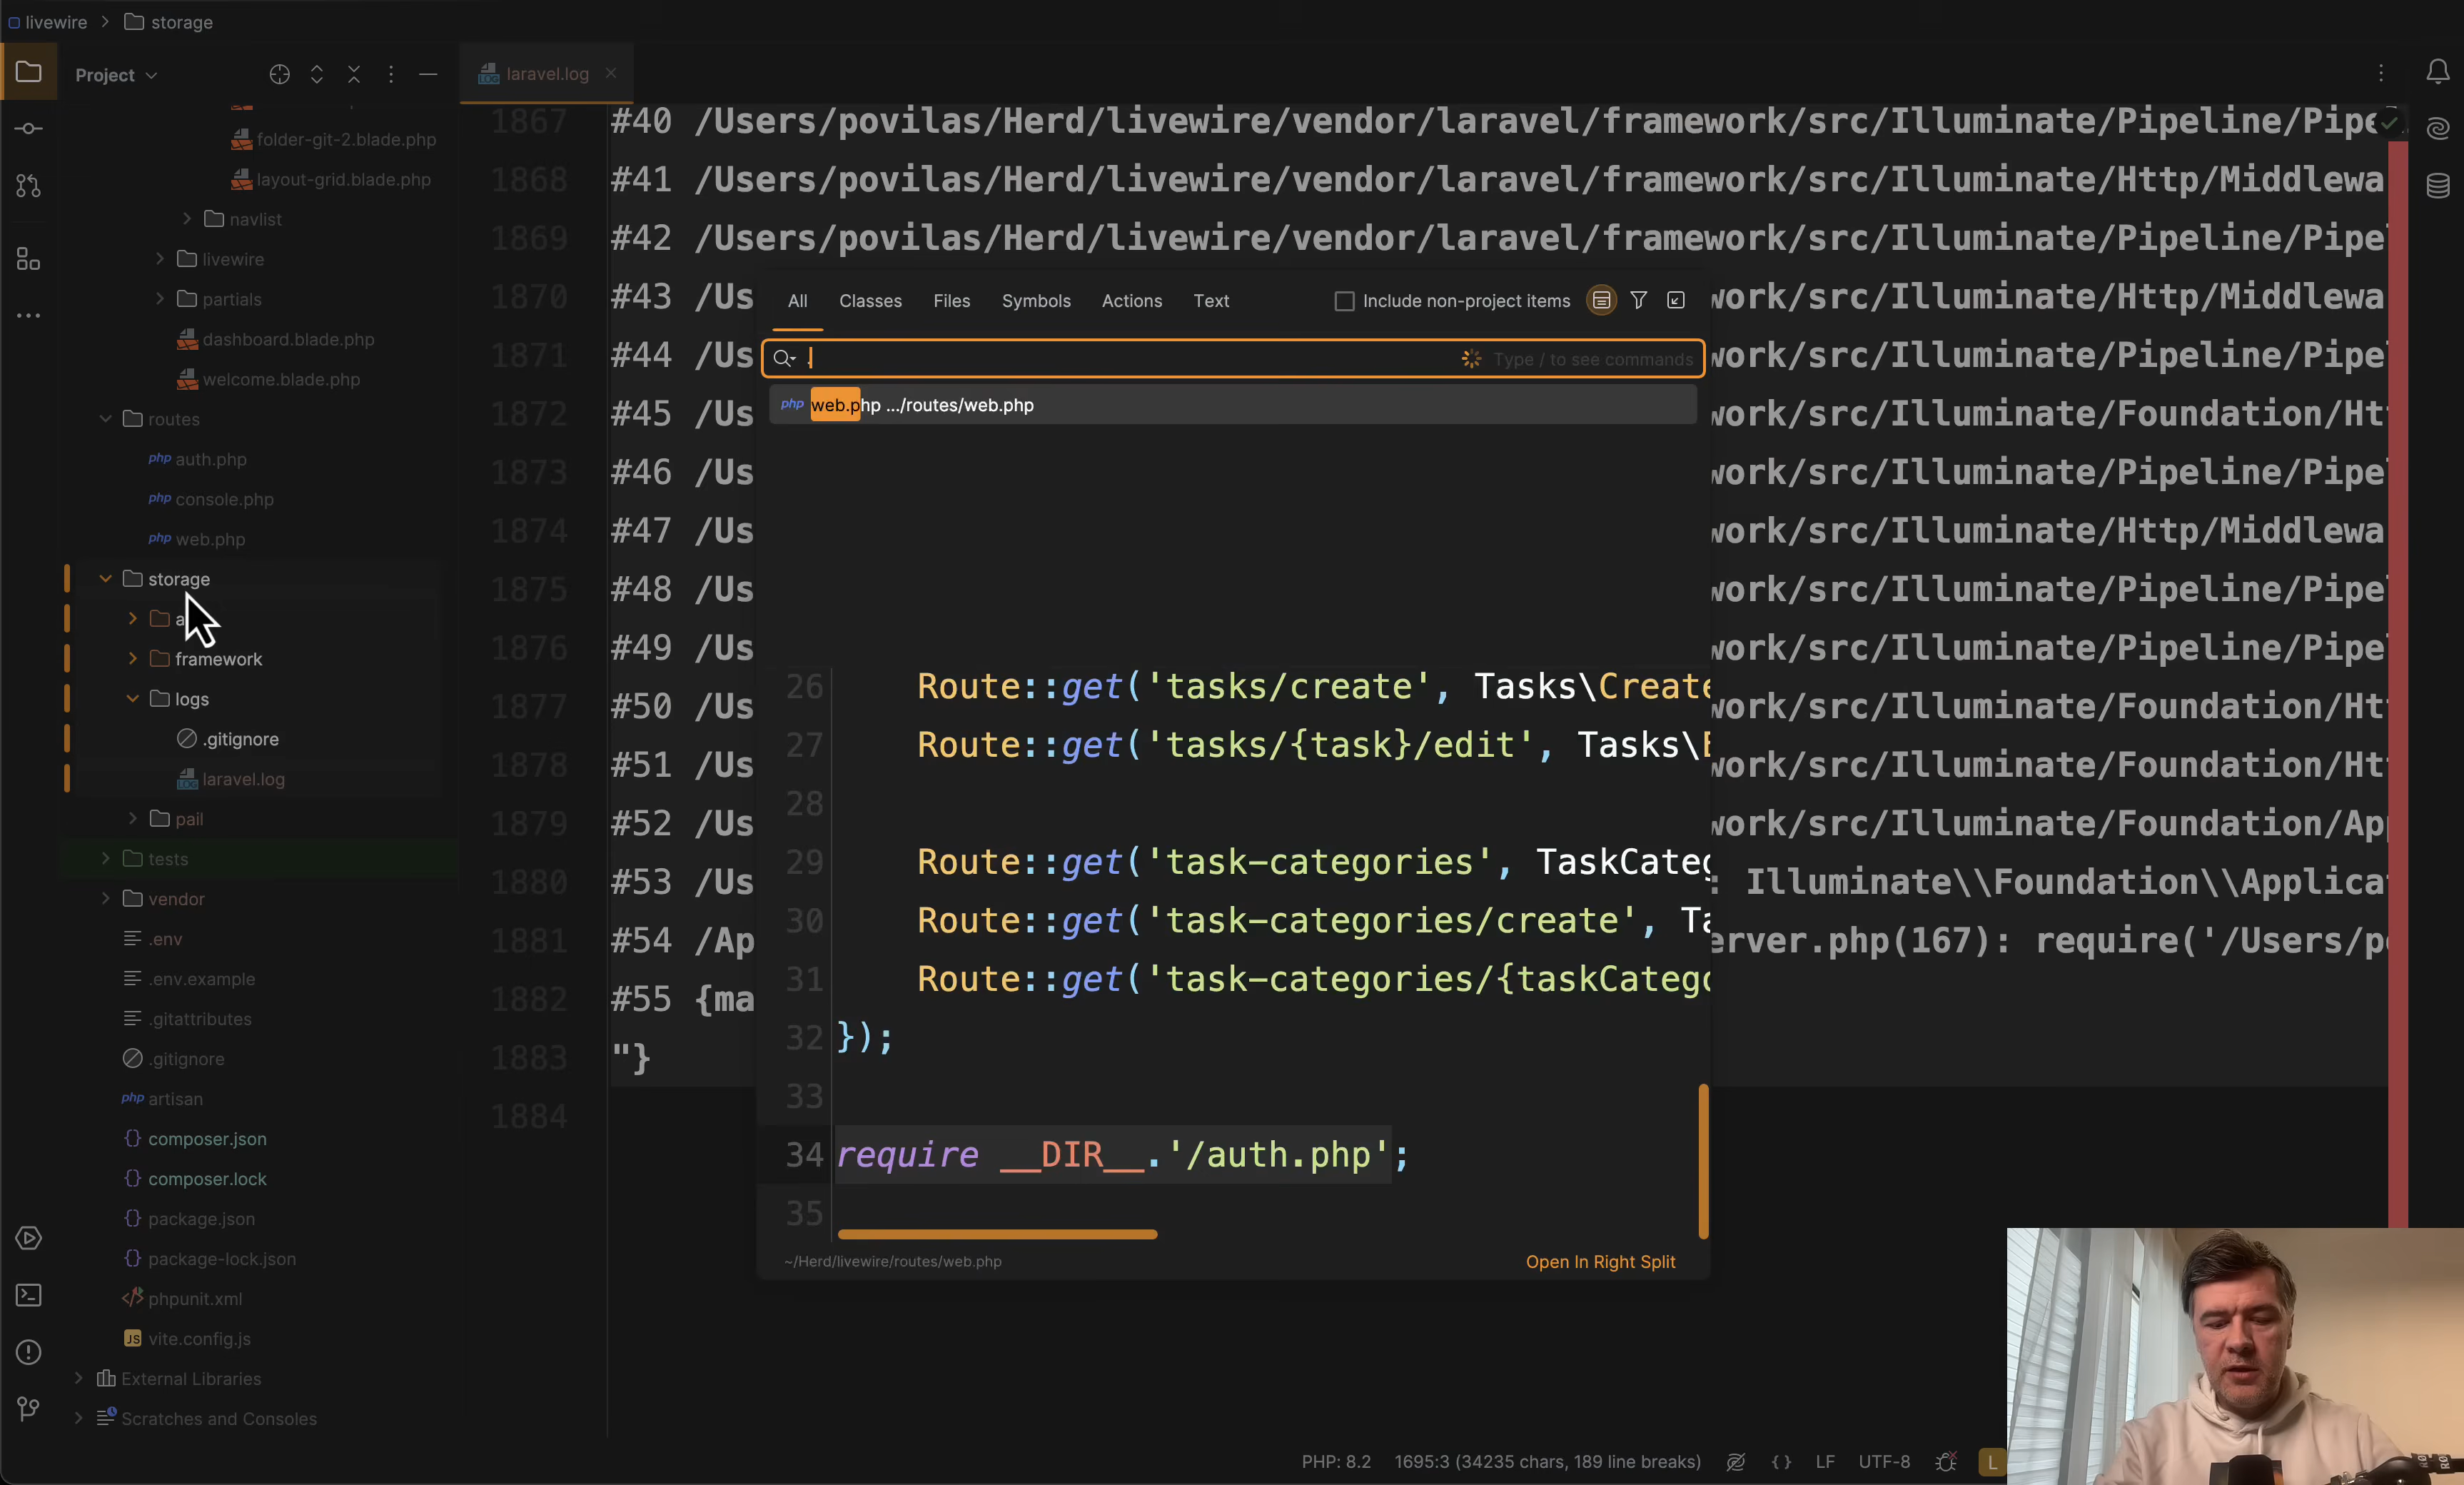 livewire > storage
Project
laravel.log
folder-git-2.blade.php
layout-grid.blade.php
navlist
livewire
partials
dashboard.blade.php
welcome.blade.php
routes
php auth.php
php console.php
php web.php
storage
framework
logs
.gitignore
laravel.log
pail
tests
vendor
.env
.env.example
.gitattributes
.gitignore
php artisan
{} composer.json
{} composer.lock
{} package.json
{} package-lock.json
</> phpunit.xml
JS vite.config.js
External Libraries
Scratches and Consoles
1867 #40 /Users/povilas/Herd/livewire/vendor/laravel/framework/src/Illuminate/Pipeline/Pipe
1868 #41 /Users/povilas/Herd/livewire/vendor/laravel/framework/src/Illuminate/Http/Middlewa
1869 #42 /Users/povilas/Herd/livewire/vendor/laravel/framework/src/Illuminate/Pipeline/Pipe
1870 #43 /Us work/src/Illuminate/Http/Middlewa
1871 #44 /Us work/src/Illuminate/Pipeline/Pipe
1872 #45 /Us work/src/Illuminate/Foundation/Ht
1873 #46 /Us work/src/Illuminate/Pipeline/Pipe
1874 #47 /Us work/src/Illuminate/Http/Middlewa
1875 #48 /Us work/src/Illuminate/Pipeline/Pipe
1876 #49 /Us work/src/Illuminate/Pipeline/Pipe
1877 #50 /Us work/src/Illuminate/Foundation/Ht
1878 #51 /Us work/src/Illuminate/Foundation/Ht
1879 #52 /Us work/src/Illuminate/Foundation/Ap
1880 #53 /Us : Illuminate\\Foundation\\Applica
1881 #54 /Ap erver.php(167): require('/Users/p
1882 #55 {ma
1883 "}
1884
All Classes Files Symbols Actions Text Include non-project items
. Type / to see commands
php web.php .../routes/web.php
26 Route::get('tasks/create', Tasks\Create
27 Route::get('tasks/{task}/edit', Tasks\E
28
29 Route::get('task-categories', TaskCateg
30 Route::get('task-categories/create', Ta
31 Route::get('task-categories/{taskCatego
32 });
33
34 require __DIR__.'/auth.php';
35
~/Herd/livewire/routes/web.php Open In Right Split
PHP: 8.2 1695:3 (34235 chars, 189 line breaks) { } LF UTF-8 L